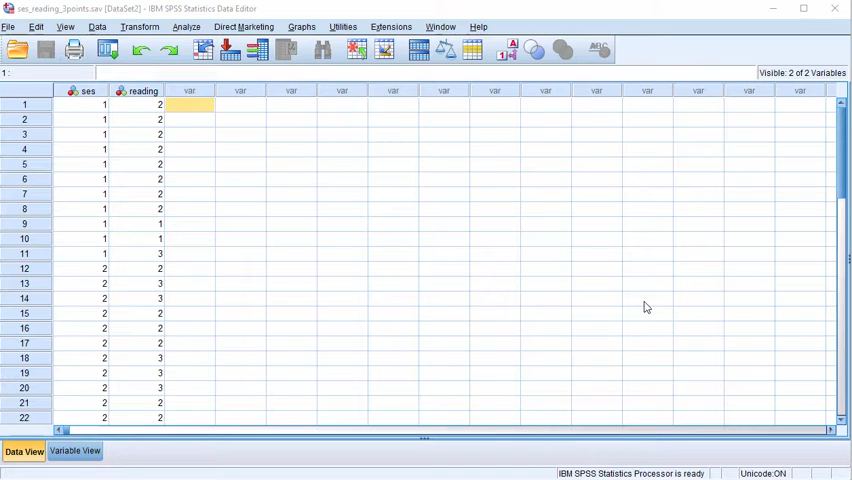 ses_reading_3points.sav [DataSet2] - IBM SPSS Statistics Data Editor
File Edit View Data Transform Analyze Direct Marketing Graphs Utilities Extensions Window Help
1 : Visible: 2 of 2 Variables
ses reading var var var var var var var var var var var var var
1 1 2
2 1 2
3 1 2
4 1 2
5 1 2
6 1 2
7 1 2
8 1 2
9 1 1
10 1 1
11 1 3
12 2 2
13 2 3
14 2 3
15 2 2
16 2 2
17 2 2
18 2 3
19 2 3
20 2 3
21 2 2
22 2 2
Data View Variable View
IBM SPSS Statistics Processor is ready Unicode:ON